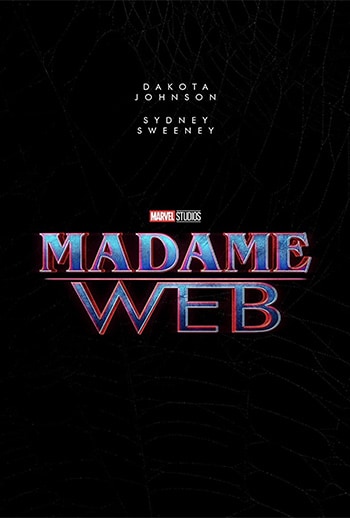 DAKOTA
JOHNSON
SYDNEY
SWEENEY
MARVEL STUDIOS
MADAME
WEB